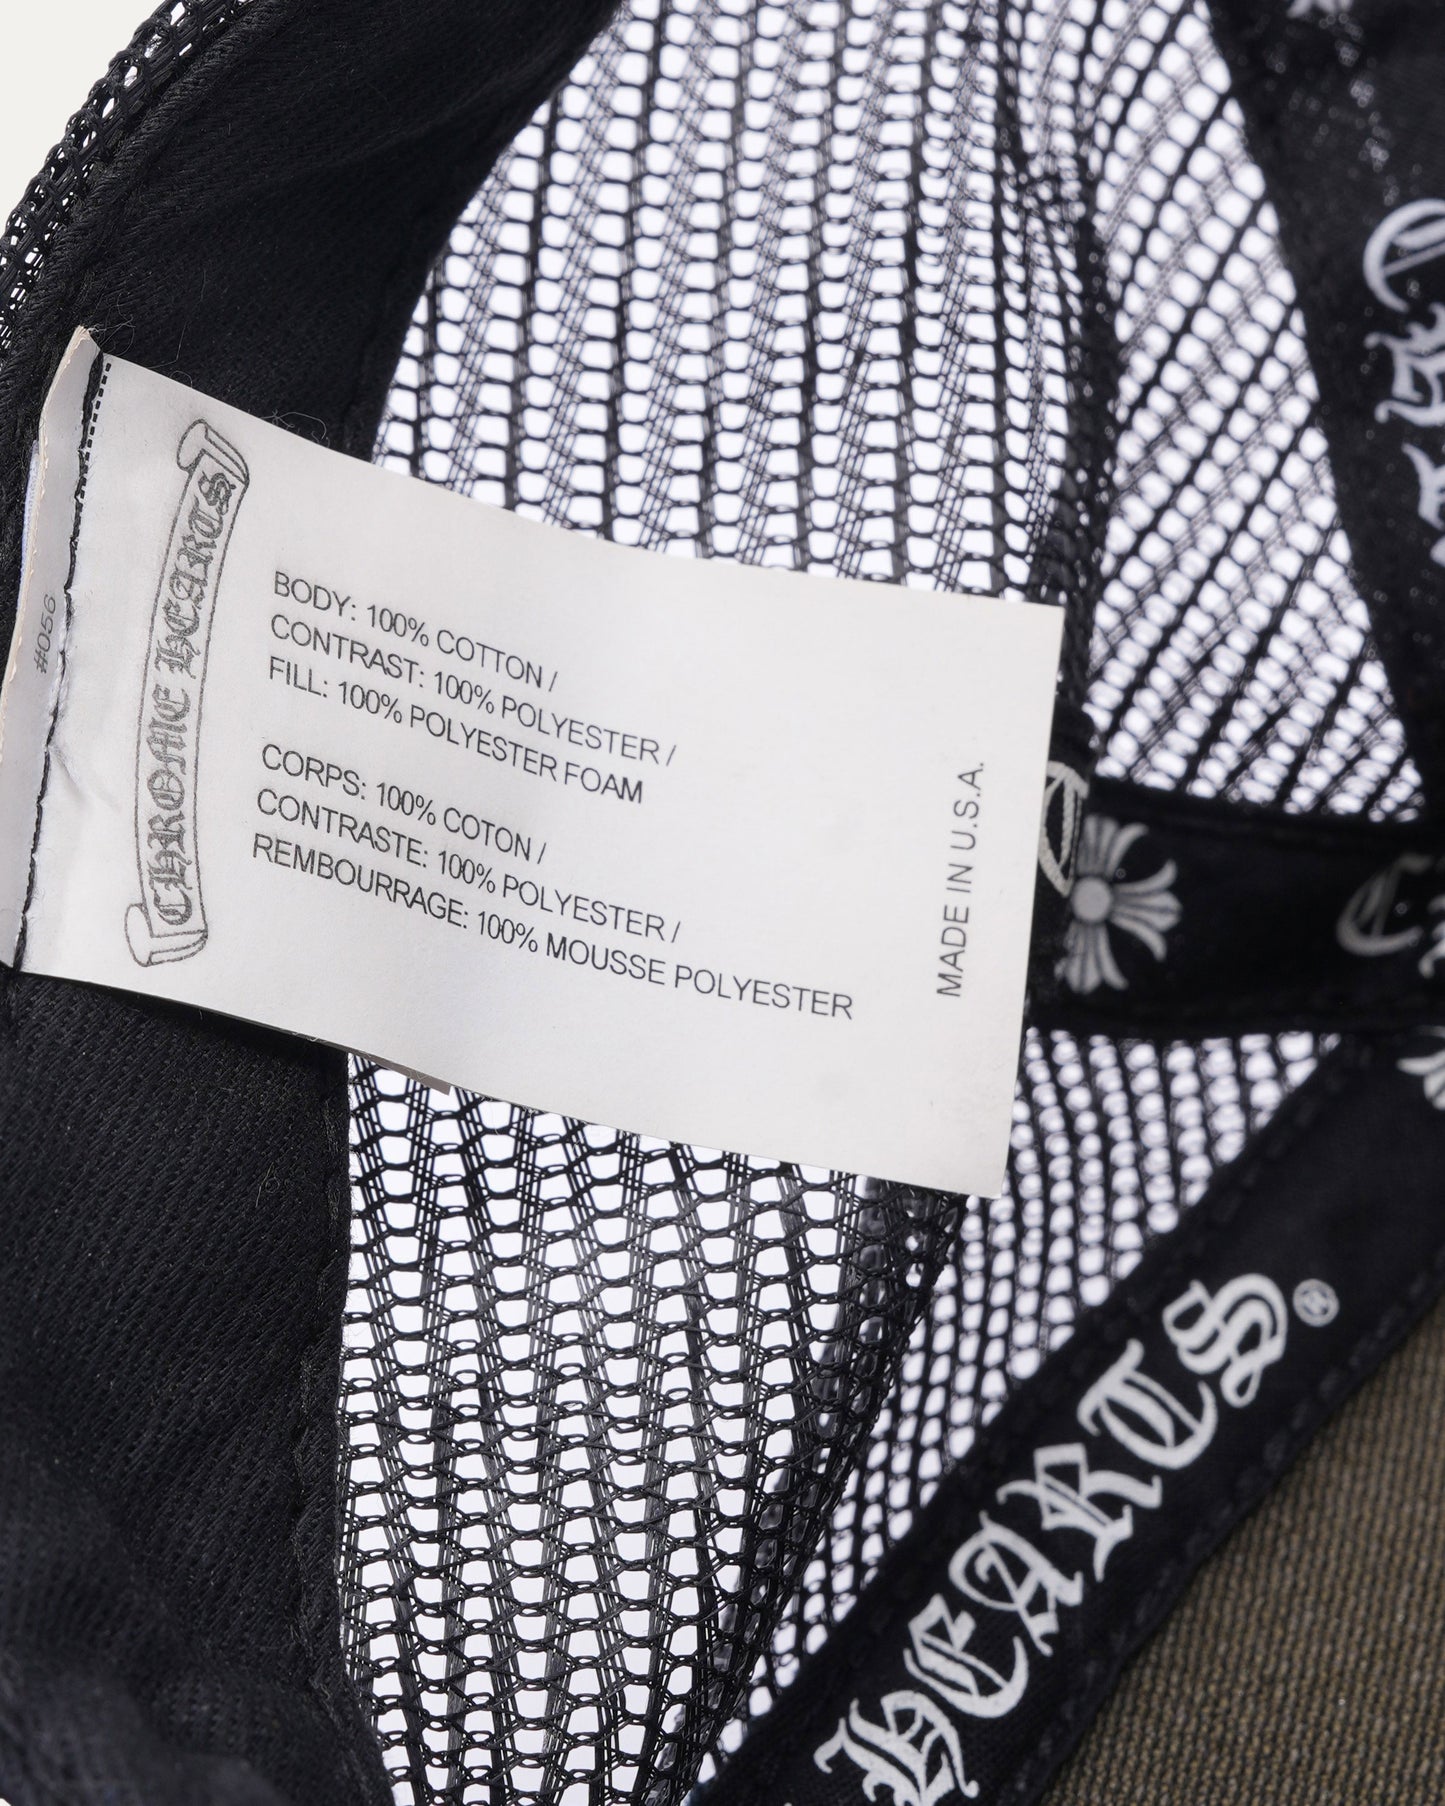 #056
CHROME HEARTS
BODY: 100% COTTON /
CONTRAST: 100% POLYESTER /
FILL: 100% POLYESTER FOAM
CORPS: 100% COTON /
CONTRASTE: 100% POLYESTER /
REMBOURRAGE: 100% MOUSSE POLYESTER
MADE IN U.S.A.
HEARTS®